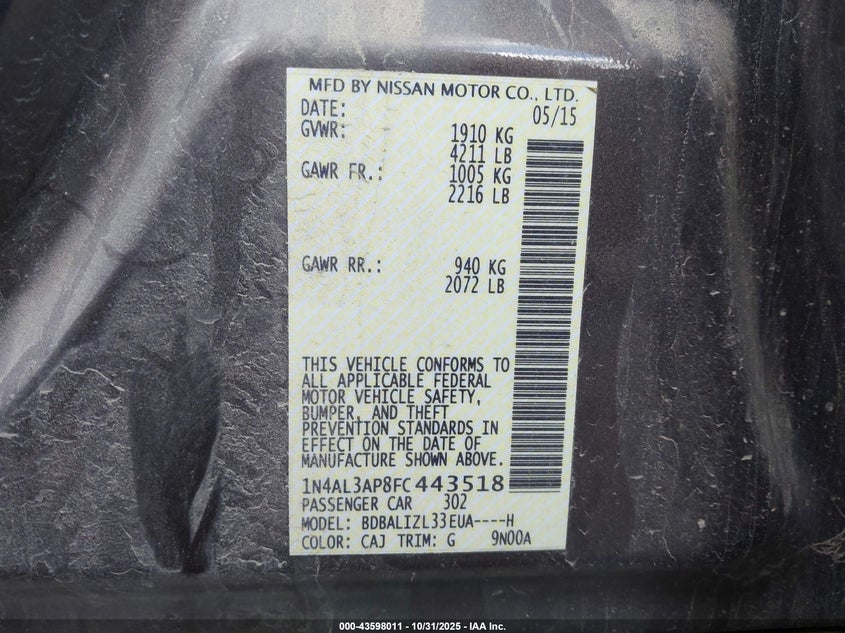 MFD BY NISSAN MOTOR CO., LTD.
DATE: 05/15
GVWR: 1910 KG
4211 LB
GAWR FR.: 1005 KG
2216 LB
GAWR RR.: 940 KG
2072 LB
THIS VEHICLE CONFORMS TO
ALL APPLICABLE FEDERAL
MOTOR VEHICLE SAFETY,
BUMPER, AND THEFT
PREVENTION STANDARDS IN
EFFECT ON THE DATE OF
MANUFACTURE SHOWN ABOVE.
1N4AL3AP8FC443518
PASSENGER CAR 302
MODEL: BDBALIZL33EUA----H
COLOR: CAJ TRIM: G 9N00A
000-43598011 - 10/31/2025 - IAA Inc.